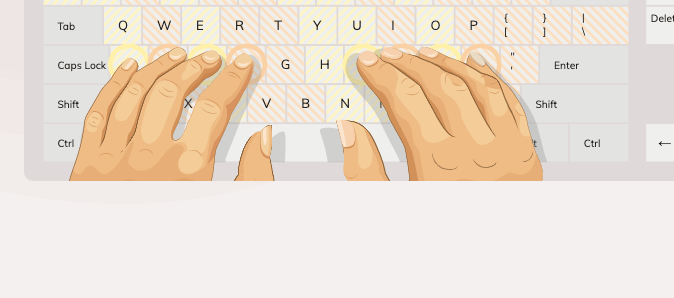 Tab Q W E R T Y U I O P { } |
[ ] \
Delet
Caps Lock G H " Enter
'
Shift X V B N Shift
Ctrl Ctrl
←